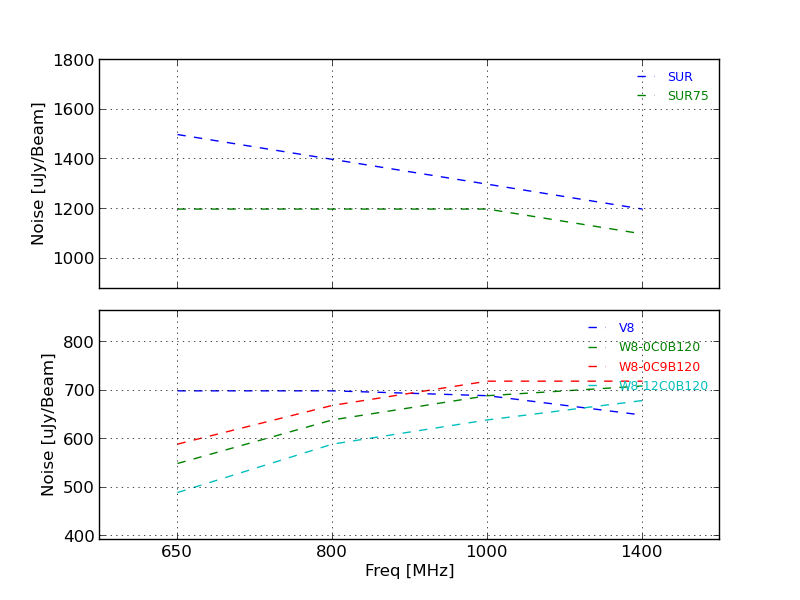 1800
1600
1400
1200
1000
Noise [uJy/Beam]
SUR
SUR75
800
700
600
500
400
Noise [uJy/Beam]
V8
W8-0C0B120
W8-0C9B120
W8-12C0B120
650 800 1000 1400
Freq [MHz]